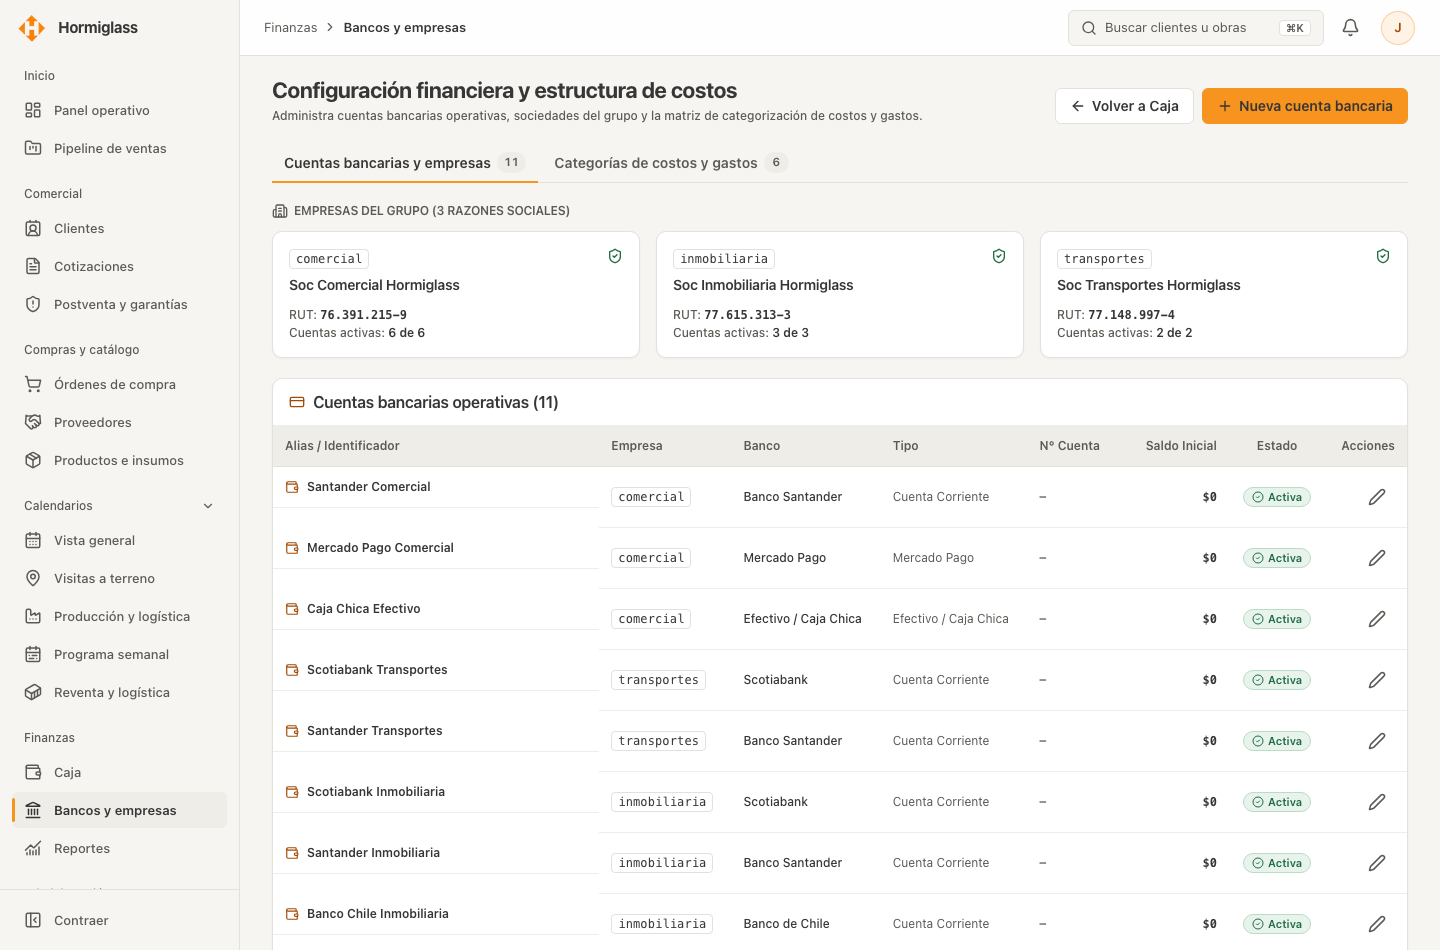 Hormiglass
Inicio
Panel operativo
Pipeline de ventas
Comercial
Clientes
Cotizaciones
Postventa y garantías
Compras y catálogo
Órdenes de compra
Proveedores
Productos e insumos
Calendarios
Vista general
Visitas a terreno
Producción y logística
Programa semanal
Reventa y logística
Finanzas
Caja
Bancos y empresas
Reportes
Contraer
Finanzas > Bancos y empresas
Buscar clientes u obras ⌘K
J
Configuración financiera y estructura de costos
Administra cuentas bancarias operativas, sociedades del grupo y la matriz de categorización de costos y gastos.
← Volver a Caja
+ Nueva cuenta bancaria
Cuentas bancarias y empresas 11
Categorías de costos y gastos 6
EMPRESAS DEL GRUPO (3 RAZONES SOCIALES)
comercial
Soc Comercial Hormiglass
RUT: 76.391.215-9
Cuentas activas: 6 de 6
inmobiliaria
Soc Inmobiliaria Hormiglass
RUT: 77.615.313-3
Cuentas activas: 3 de 3
transportes
Soc Transportes Hormiglass
RUT: 77.148.997-4
Cuentas activas: 2 de 2
Cuentas bancarias operativas (11)
Alias / Identificador Empresa Banco Tipo N° Cuenta Saldo Inicial Estado Acciones
Santander Comercial comercial Banco Santander Cuenta Corriente — $0 Activa
Mercado Pago Comercial comercial Mercado Pago Mercado Pago — $0 Activa
Caja Chica Efectivo comercial Efectivo / Caja Chica Efectivo / Caja Chica — $0 Activa
Scotiabank Transportes transportes Scotiabank Cuenta Corriente — $0 Activa
Santander Transportes transportes Banco Santander Cuenta Corriente — $0 Activa
Scotiabank Inmobiliaria inmobiliaria Scotiabank Cuenta Corriente — $0 Activa
Santander Inmobiliaria inmobiliaria Banco Santander Cuenta Corriente — $0 Activa
Banco Chile Inmobiliaria inmobiliaria Banco de Chile Cuenta Corriente — $0 Activa